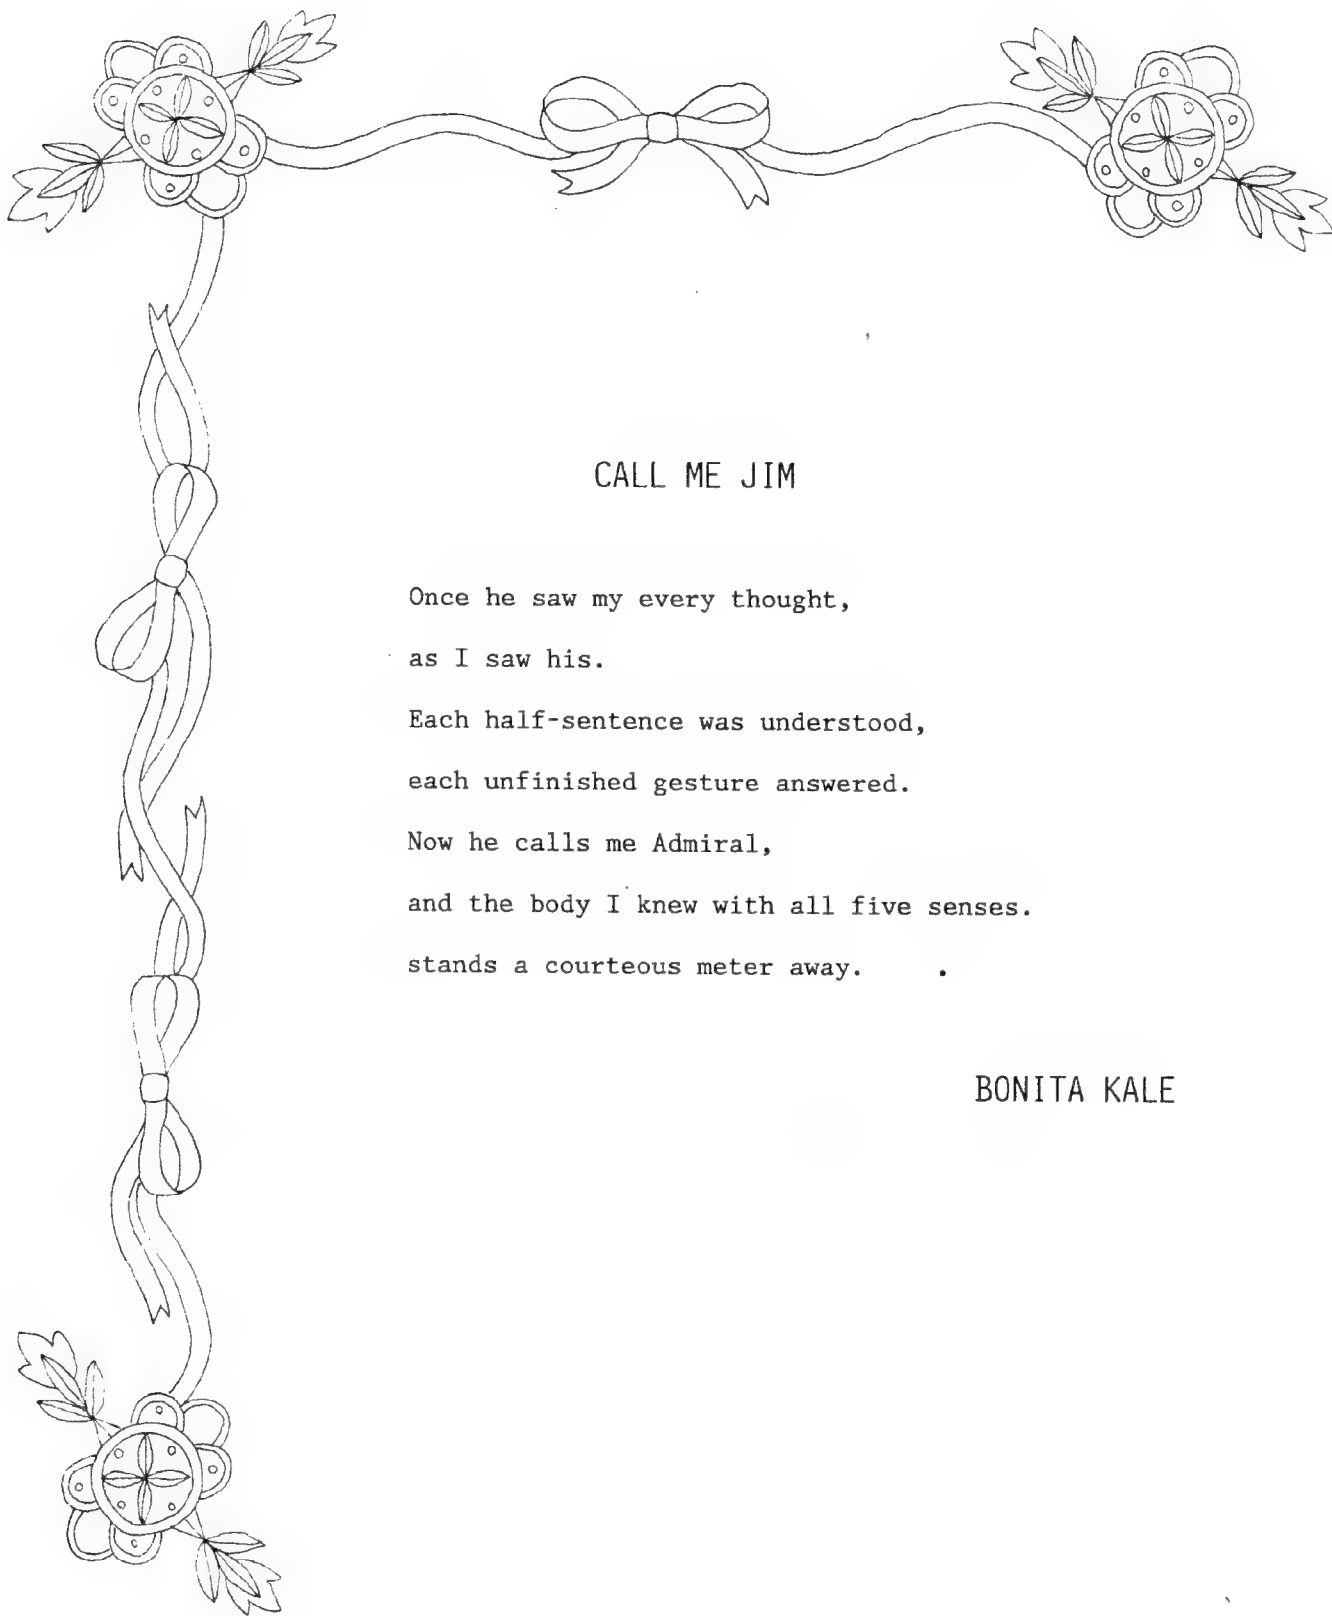 CALL ME JIM
Once he saw my every thought,
as I saw his.
Each half-sentence was understood,
each unfinished gesture answered.
Now he calls me Admiral,
and the body I knew with all five senses.
stands a courteous meter away.
BONITA KALE